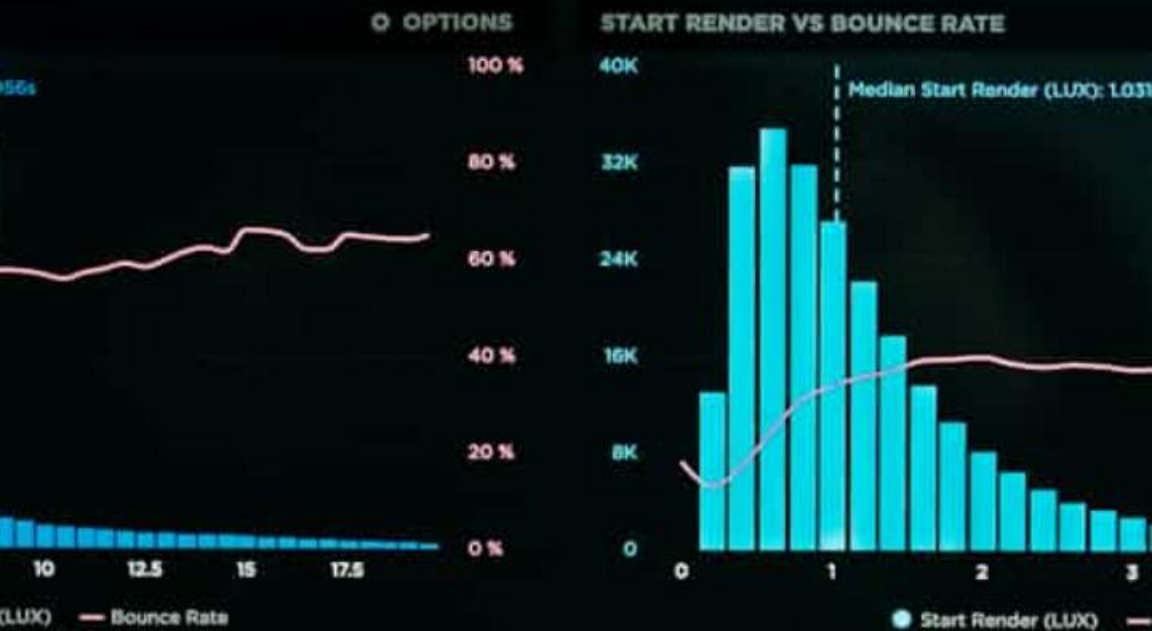 OPTIONS
START RENDER VS BOUNCE RATE
100 %
80 %
60 %
40 %
20 %
0 %
56s
10
12.5
15
17.5
(LUX)
Bounce Rate
40K
32K
24K
16K
8K
0
Median Start Render (LUX): 1.031
0
1
2
3
Start Render (LUX)